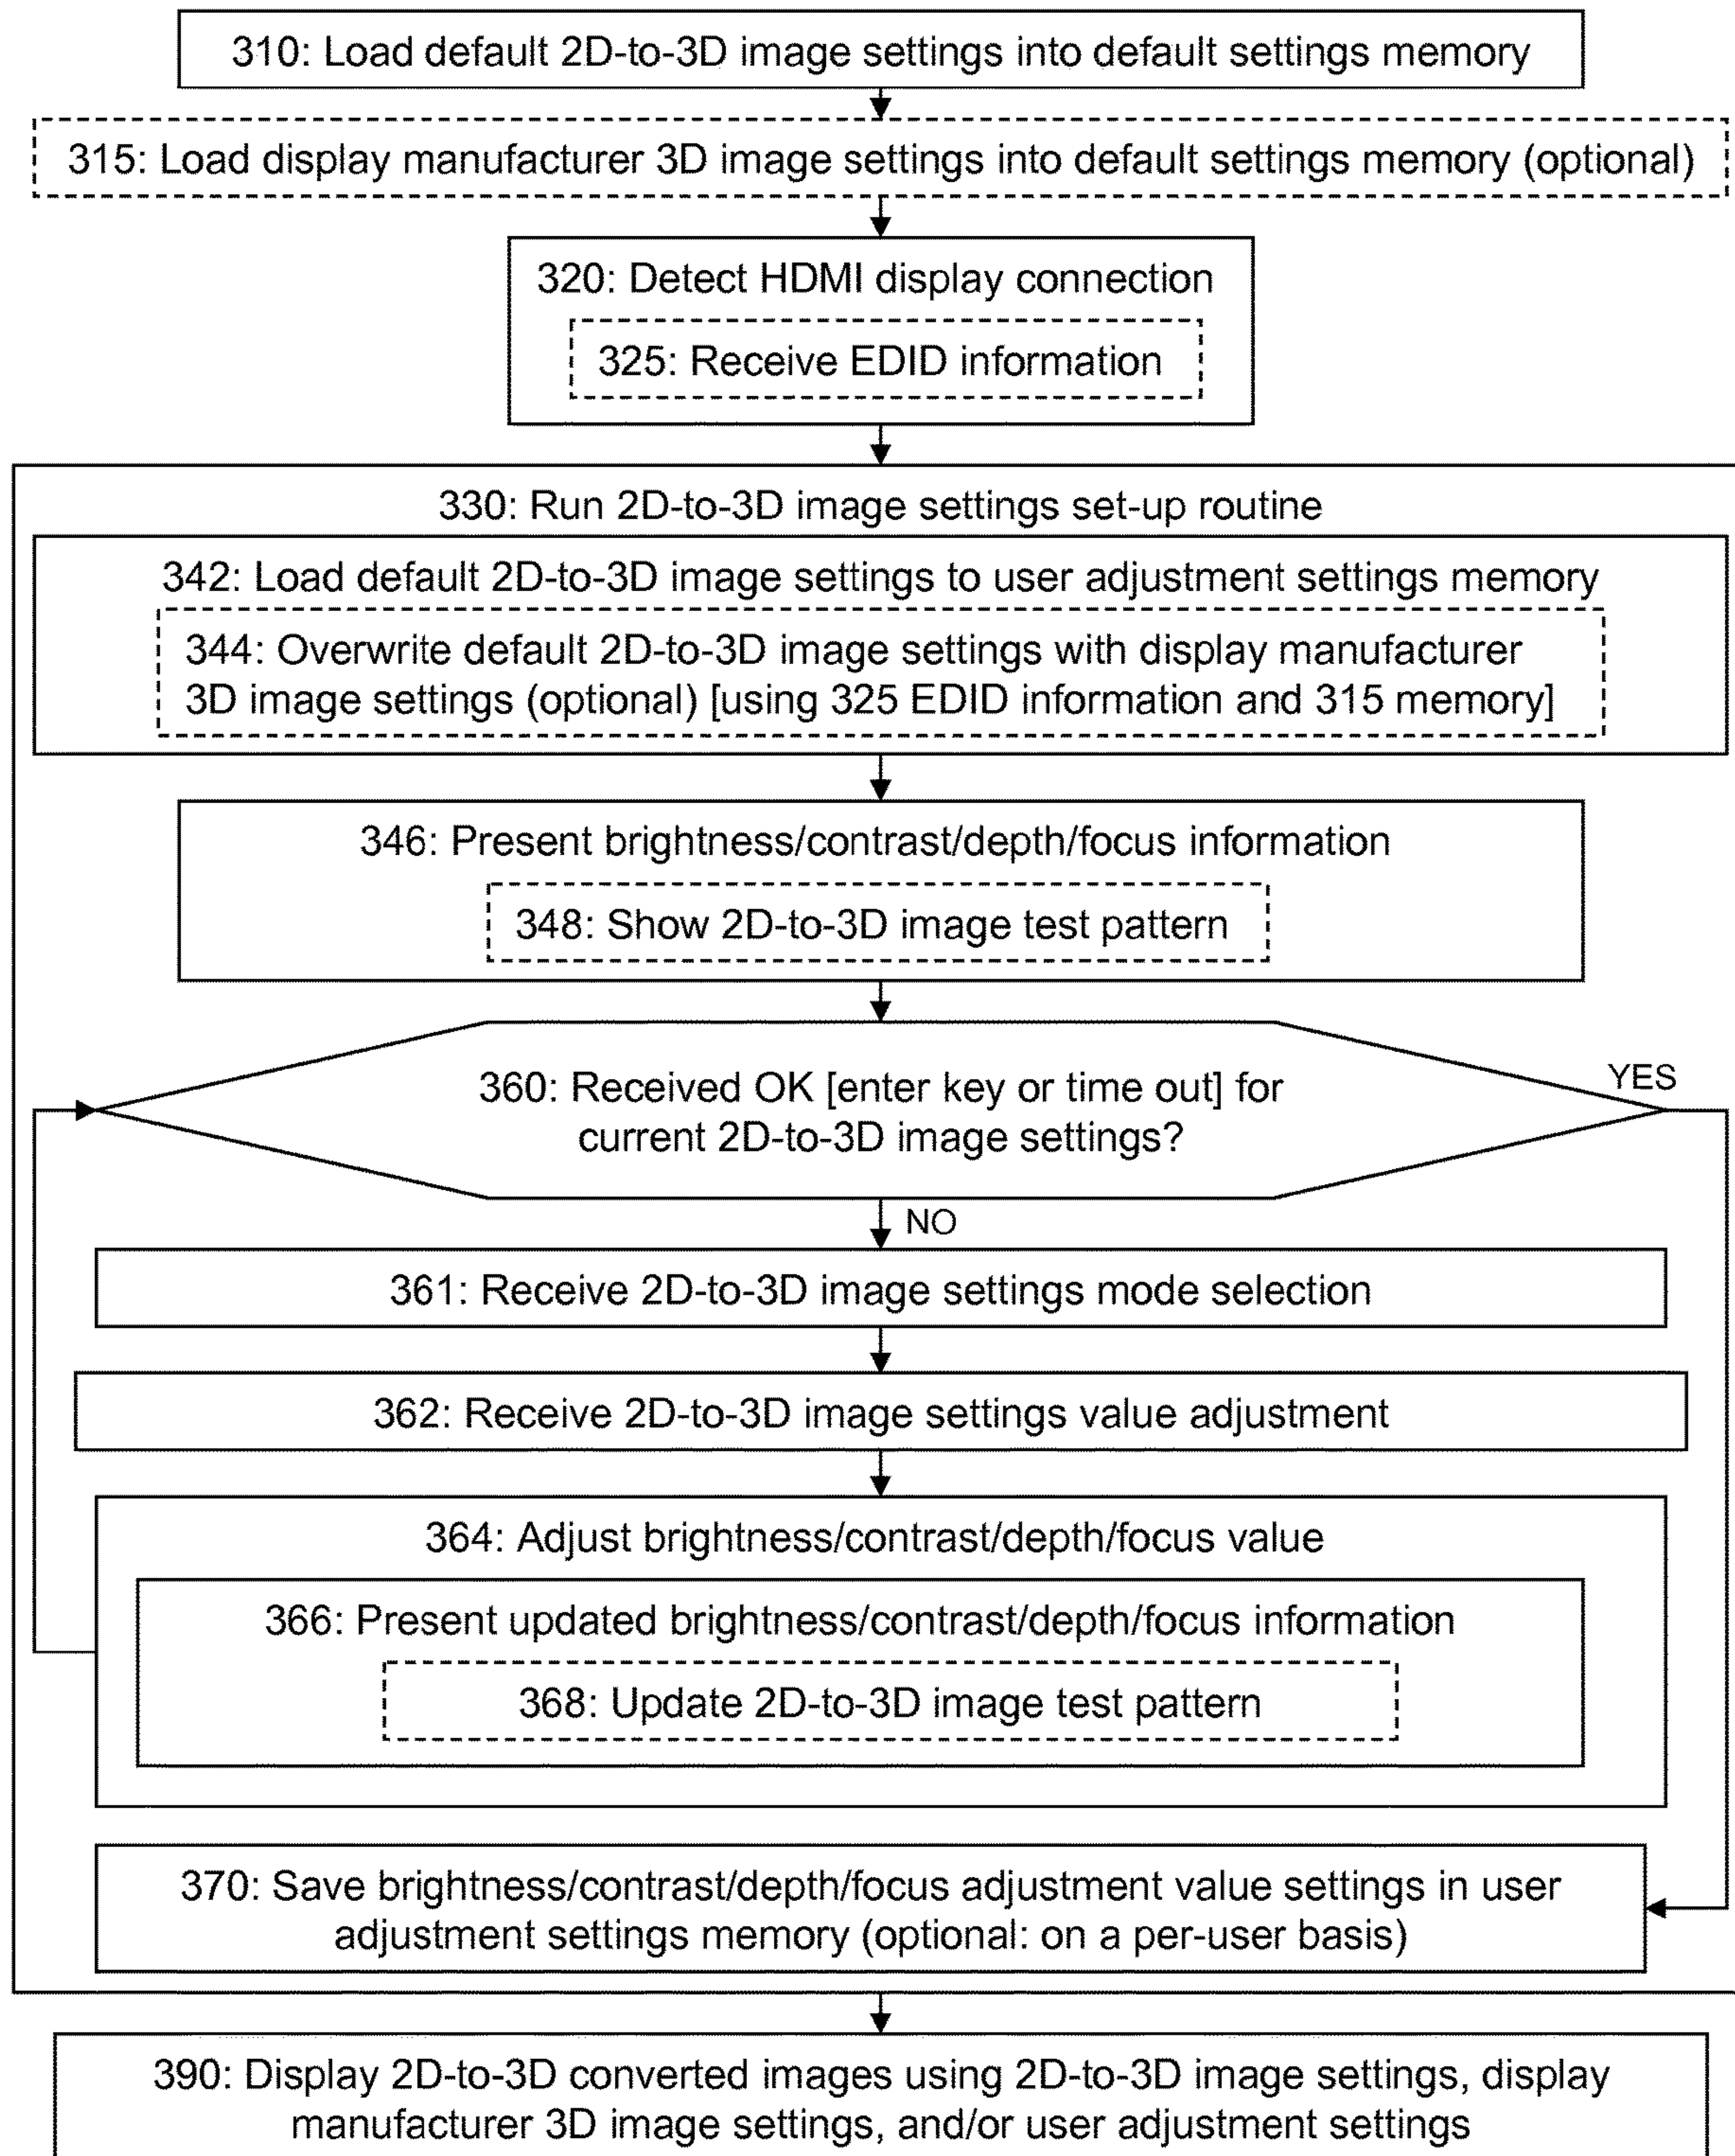 310: Load default 2D-to-3D image settings into default settings memory
315: Load display manufacturer 3D image settings into default settings memory (optional)
320: Detect HDMI display connection
325: Receive EDID information
330: Run 2D-to-3D image settings set-up routine
342: Load default 2D-to-3D image settings to user adjustment settings memory
344: Overwrite default 2D-to-3D image settings with display manufacturer
3D image settings (optional) [using 325 EDID information and 315 memory]
346: Present brightness/contrast/depth/focus information
348: Show 2D-to-3D image test pattern
360: Received OK [enter key or time out] for
current 2D-to-3D image settings?
YES
NO
361: Receive 2D-to-3D image settings mode selection
362: Receive 2D-to-3D image settings value adjustment
364: Adjust brightness/contrast/depth/focus value
366: Present updated brightness/contrast/depth/focus information
368: Update 2D-to-3D image test pattern
370: Save brightness/contrast/depth/focus adjustment value settings in user
adjustment settings memory (optional: on a per-user basis)
390: Display 2D-to-3D converted images using 2D-to-3D image settings, display
manufacturer 3D image settings, and/or user adjustment settings